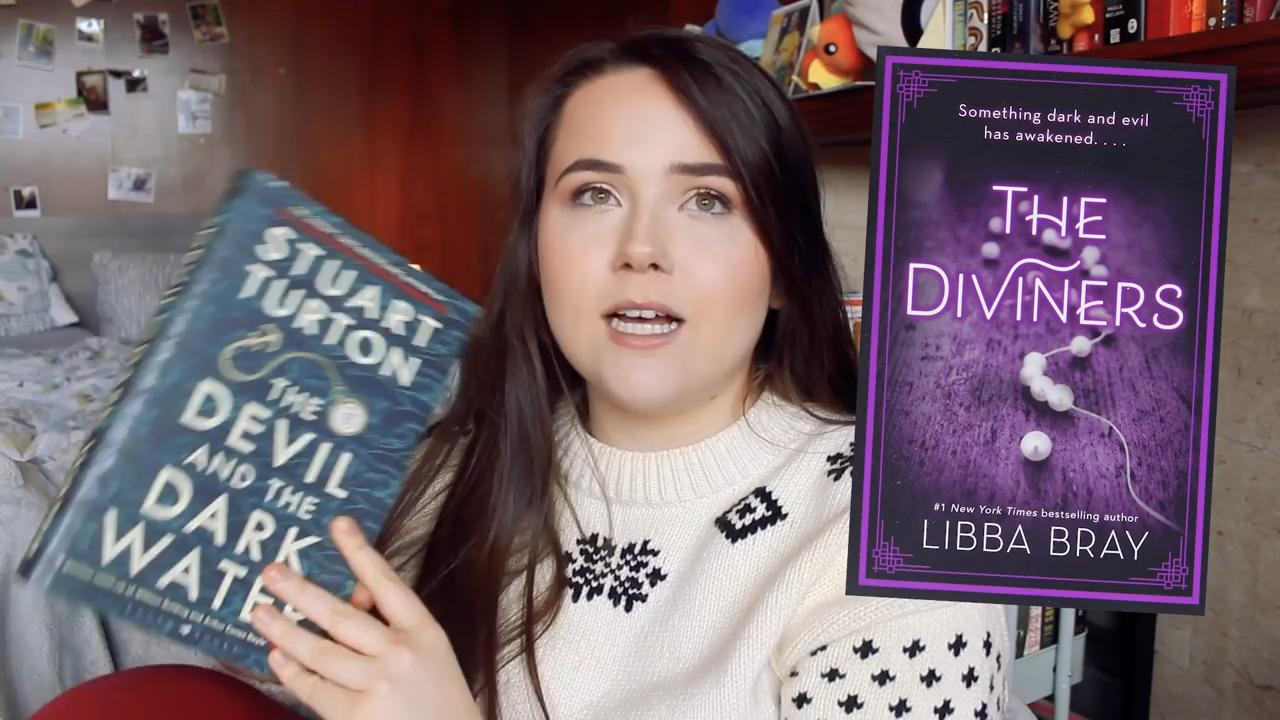 STUART
TURTON
THE
DEVIL
AND THE
DARK
WATE
Something dark and evil
has awakened. . . .
THE
DIVINERS
#1 New York Times bestselling author
LIBBA BRAY